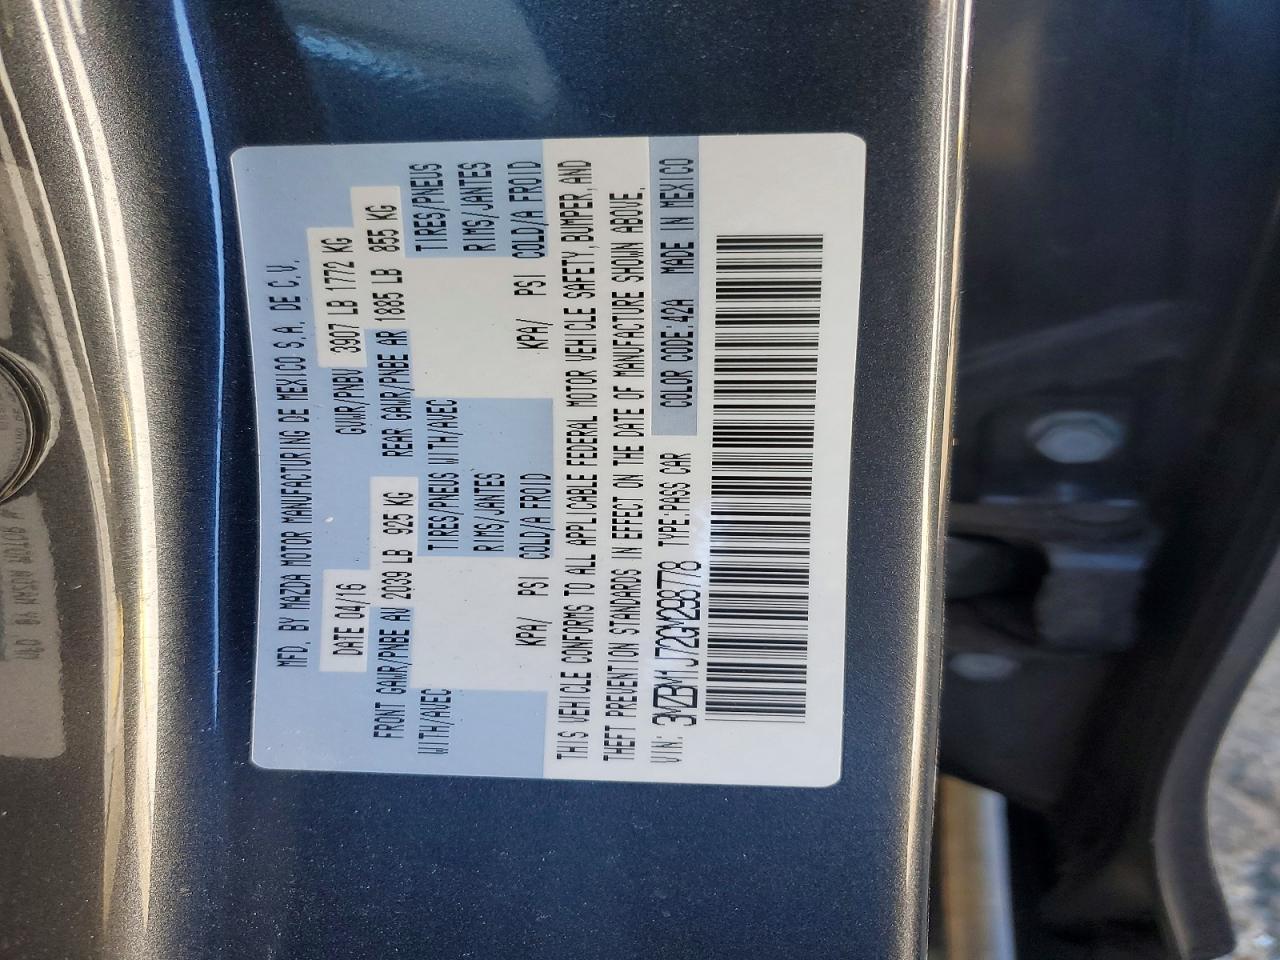 MFD. BY MAZDA MOTOR MANUFACTURING DE MEXICO S.A. DE C.V.
DATE 04/16 GVWR/PNBV 3907 LB 1772 KG
FRONT GAWR/PNBE AV 2039 LB 925 KG REAR GAWR/PNBE AR 1885 LB 855 KG
WITH/AVEC TIRES/PNEUS WITH/AVEC TIRES/PNEUS
RIMS/JANTES RIMS/JANTES
KPA/ PSI COLD/A FROID KPA/ PSI COLD/A FROID
THIS VEHICLE CONFORMS TO ALL APPLICABLE FEDERAL MOTOR VEHICLE SAFETY, BUMPER, AND
THEFT PREVENTION STANDARDS IN EFFECT ON THE DATE OF MANUFACTURE SHOWN ABOVE.
VIN: 3MZBM1J72GM298778 TYPE:PASS CAR COLOR CODE:42A MADE IN MEXICO